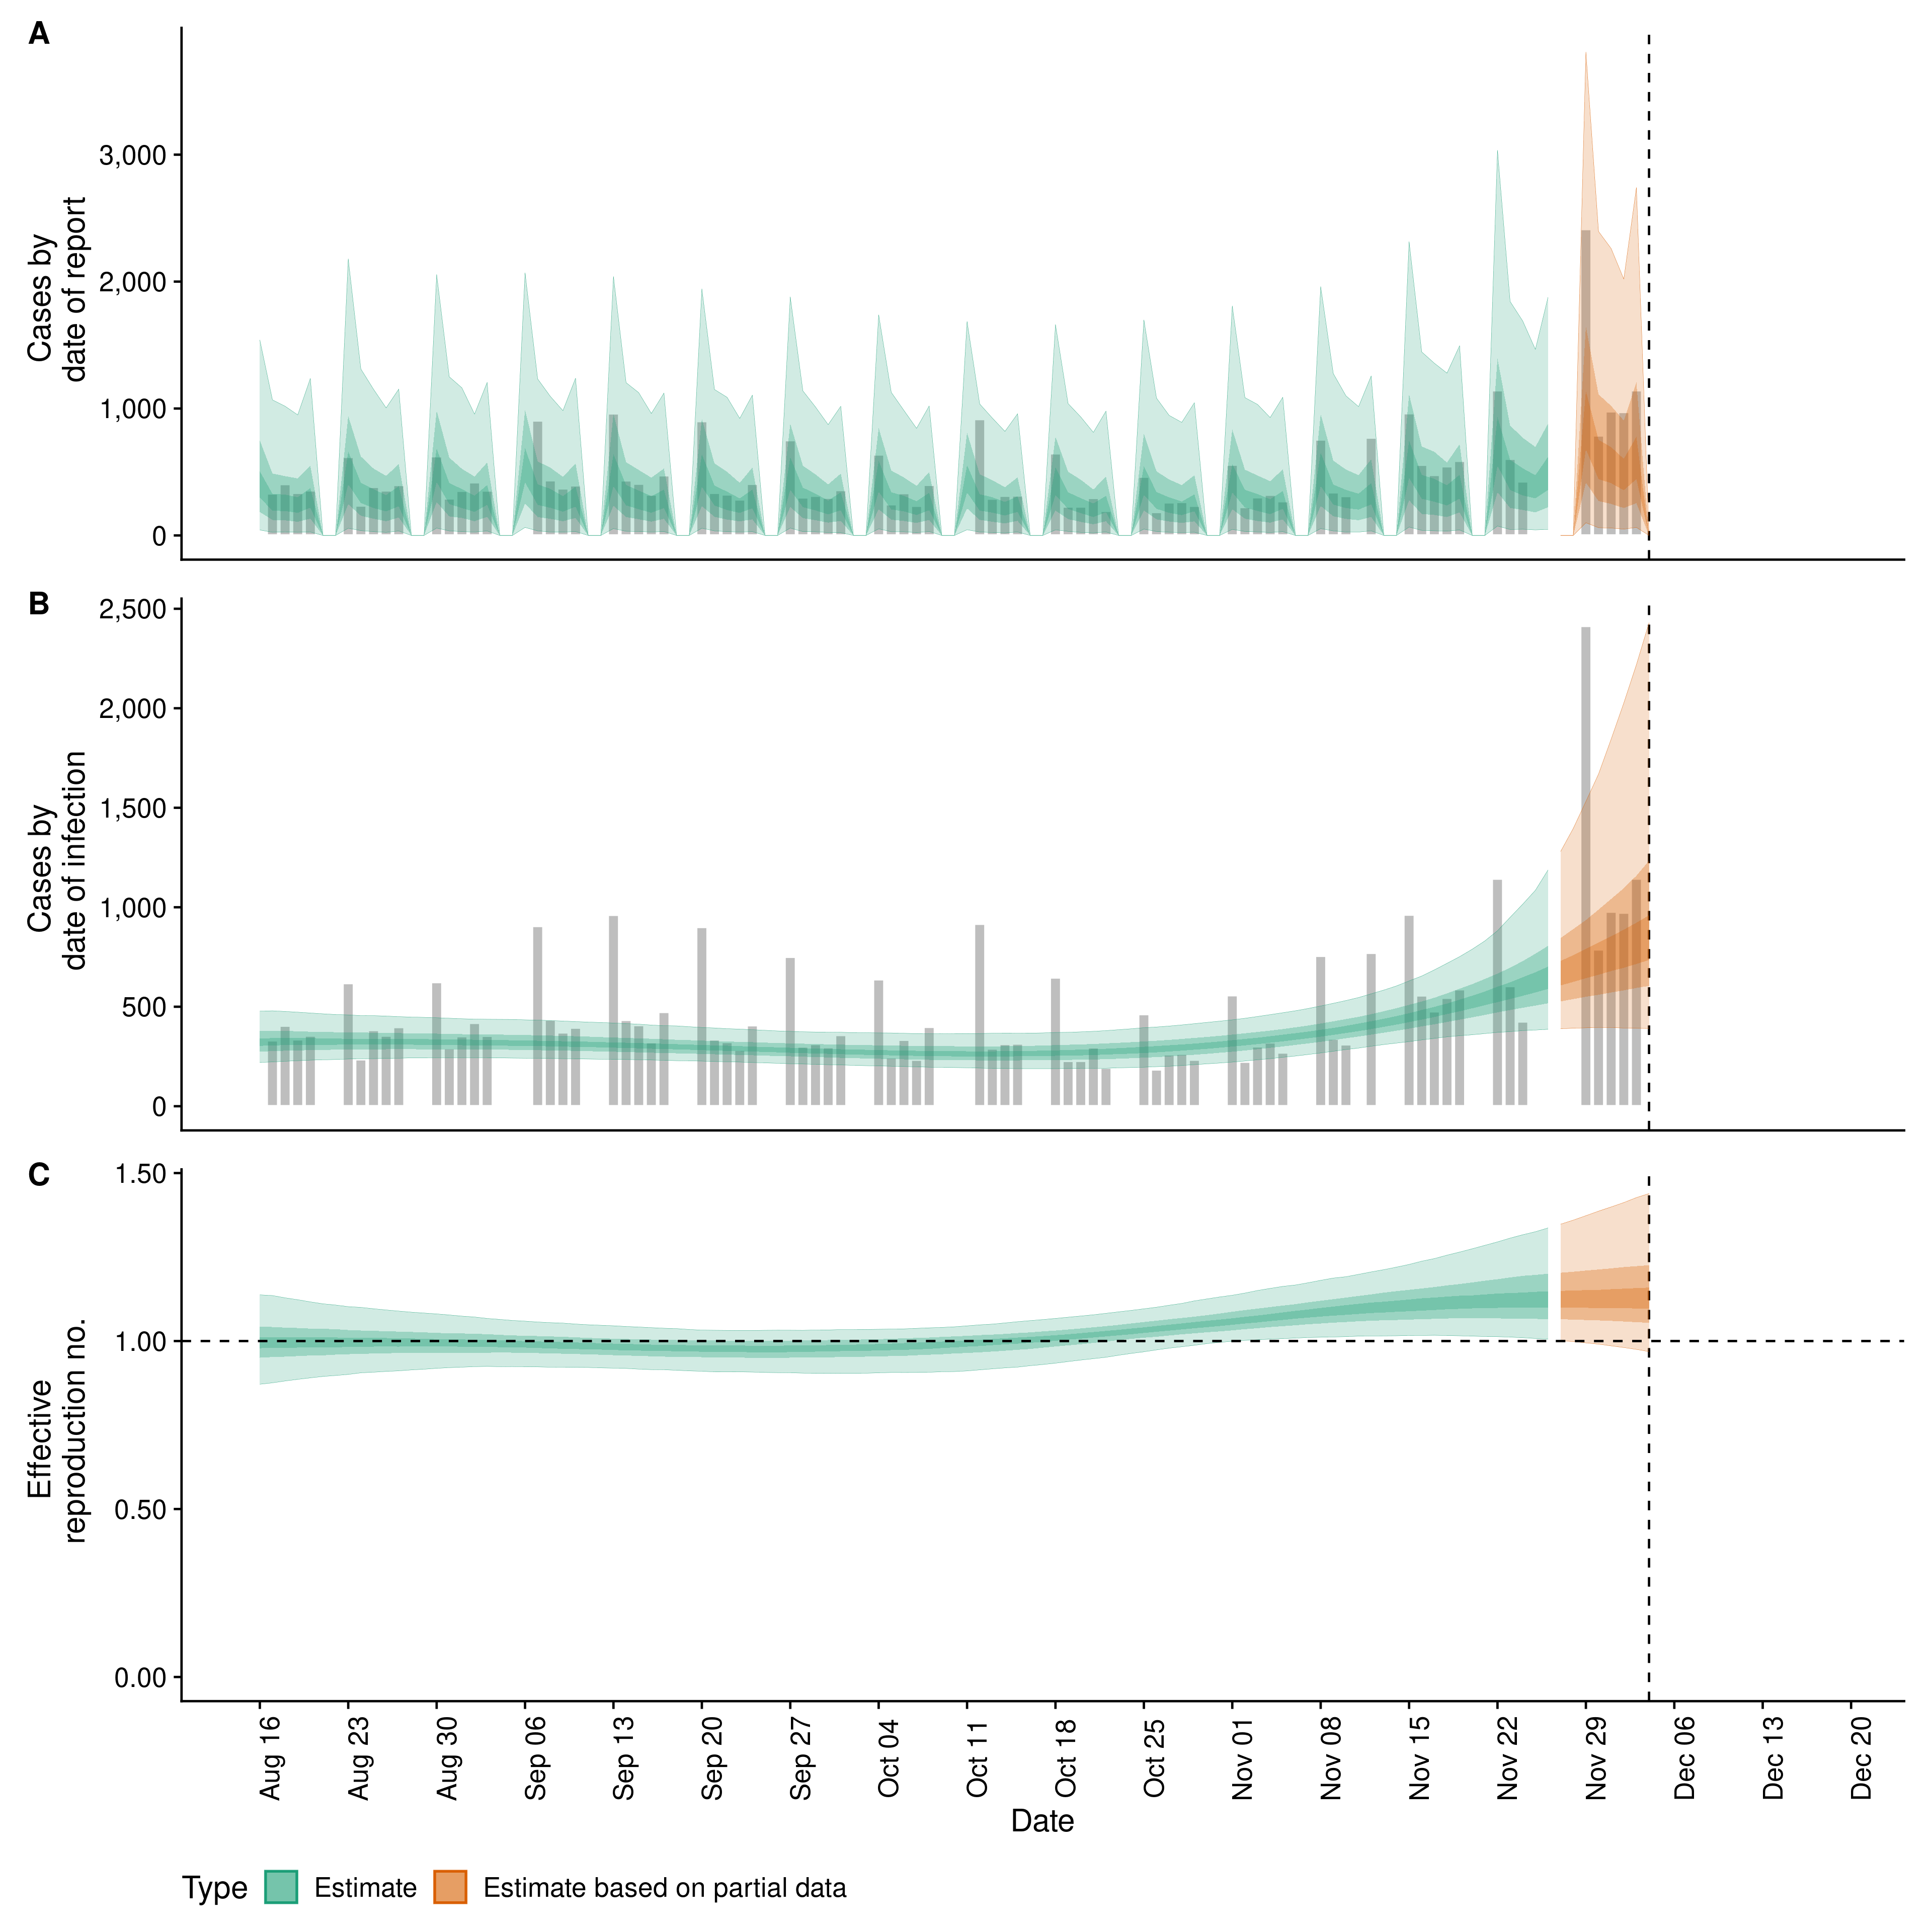 A
Cases by
date of report
3,000
2,000
1,000
0
B
Cases by
date of infection
2,500
2,000
1,500
1,000
500
0
C
Effective
reproduction no.
1.50
1.00
0.50
0.00
Aug 16
Aug 23
Aug 30
Sep 06
Sep 13
Sep 20
Sep 27
Oct 04
Oct 11
Oct 18
Oct 25
Nov 01
Nov 08
Nov 15
Nov 22
Nov 29
Dec 06
Dec 13
Dec 20
Date
Type Estimate Estimate based on partial data